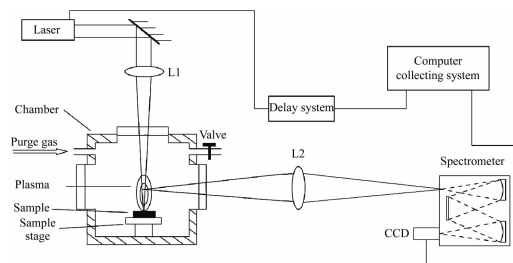 Laser
L1
Computer
collecting system
Delay system
Chamber
Purge gas
Valve
L2
Spectrometer
Plasma
Sample
Sample
stage
CCD